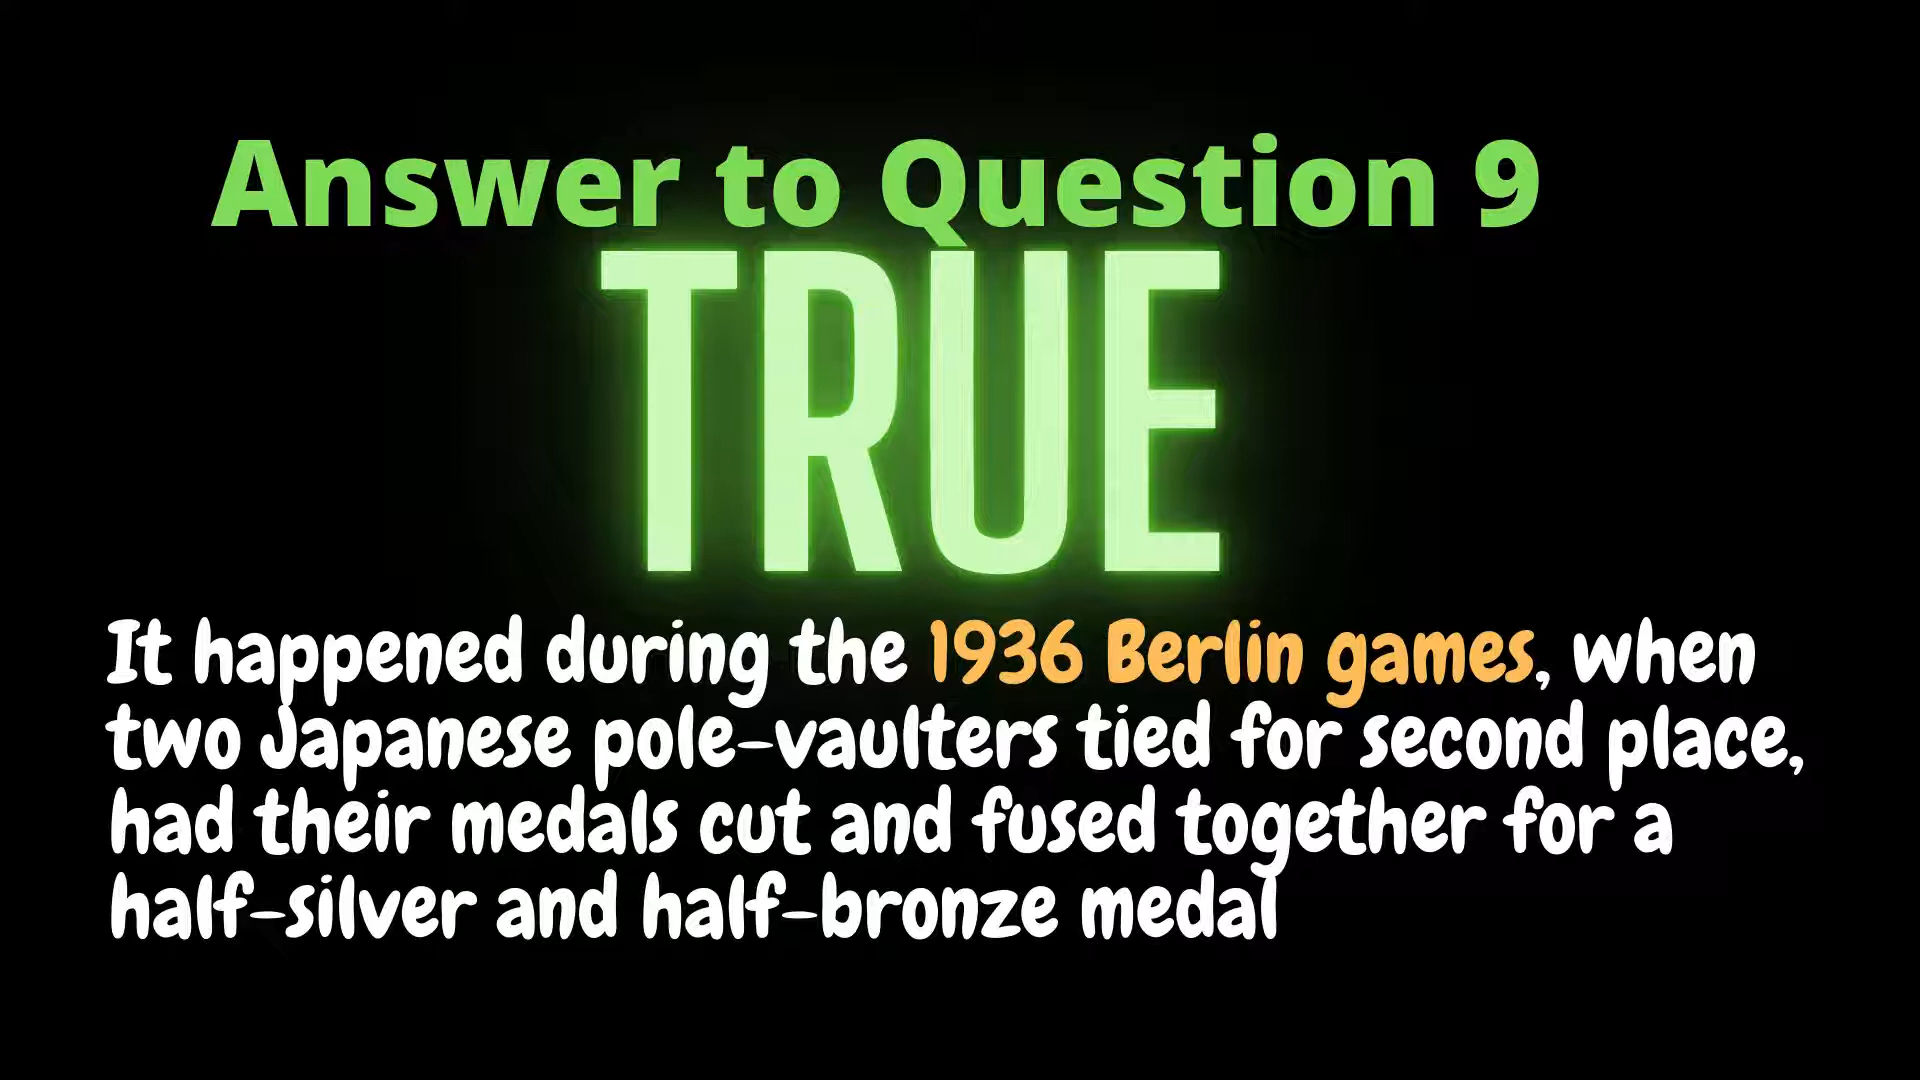 Answer to Question 9
TRUE
It happened during the 1936 Berlin games, when
two Japanese pole-vaulters tied for second place,
had their medals cut and fused together for a
half-silver and half-bronze medal